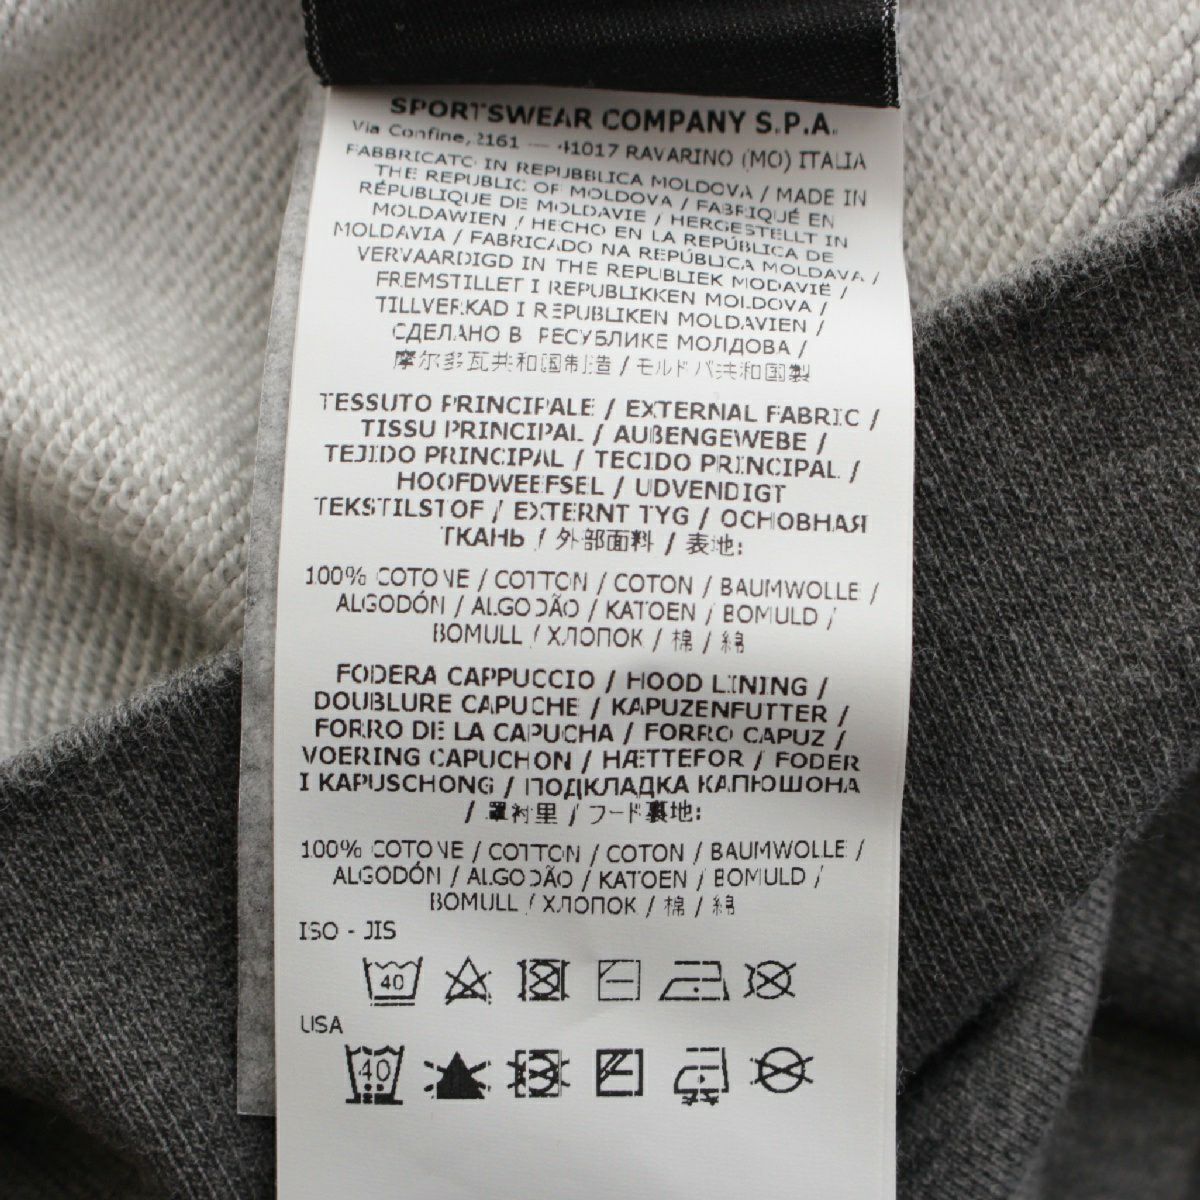 SPORTSWEAR COMPANY S.P.A.
Via Confine, 2161 — 41017 RAVARINO (MO) ITALIA
FABBRICATO IN REPUBBLICA MOLDOVA / MADE IN
THE REPUBLIC OF MOLDOVA / FABRIQUÉ EN
RÉPUBLIQUE DE MOLDAVIE / HERGESTELLT IN
MOLDAWIEN / HECHO EN LA REPÚBLICA DE
MOLDAVIA / FABRICADO NA REPÚBLICA MOLDAVA /
VERVAARDIGD IN THE REPUBLIEK MODAVIË /
FREMSTILLET I REPUBLIKKEN MOLDOVA /
TILLVERKAD I REPUBLIKEN MOLDAVIEN /
СДЕЛАНО В РЕСУБЛИКЕ МОЛДОВА /
摩尔多瓦共和国制造 / モルドバ共和国製
TESSUTO PRINCIPALE / EXTERNAL FABRIC /
TISSU PRINCIPAL / AUßENGEWEBE /
TEJIDO PRINCIPAL / TECIDO PRINCIPAL /
HOOFDWEEFSEL / UDVENDIGT
TEKSTILSTOF / EXTERNT TYG / ОСНОВНАЯ
ТКАНЬ / 外部面料 / 表地:
100% COTONE / COTTON / COTON / BAUMWOLLE /
ALGODÓN / ALGODÃO / KATOEN / BOMULD /
BOMULL / ХЛОПОК / 棉 / 綿
FODERA CAPPUCCIO / HOOD LINING /
DOUBLURE CAPUCHE / KAPUZENFUTTER /
FORRO DE LA CAPUCHA / FORRO CAPUZ /
VOERING CAPUCHON / HÆTTEFOR / FODER
I KAPUSCHONG / ПОДКЛАДКА КАПЮШОНА
/ 罩衬里 / フード裏地:
100% COTONE / COTTON / COTON / BAUMWOLLE /
ALGODÓN / ALGODÃO / KATOEN / BOMULD /
BOMULL / ХЛОПОК / 棉 / 綿
ISO - JIS
40
USA
40